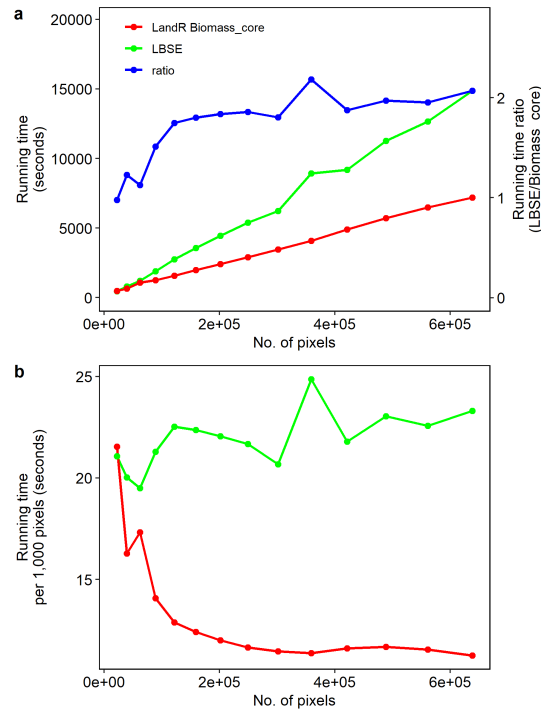 a
20000
15000
10000
5000
0
Running time
(seconds)
LandR Biomass_core
LBSE
ratio
2
1
0
Running time ratio
(LBSE/Biomass_core)
0e+00 2e+05 4e+05 6e+05
No. of pixels
b
25
20
15
Running time
per 1,000 pixels (seconds)
0e+00 2e+05 4e+05 6e+05
No. of pixels